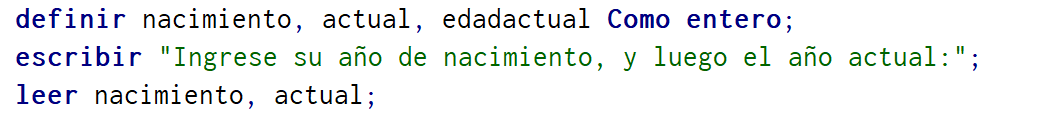 definir nacimiento, actual, edadactual Como entero;
escribir "Ingrese su año de nacimiento, y luego el año actual:";
leer nacimiento, actual;